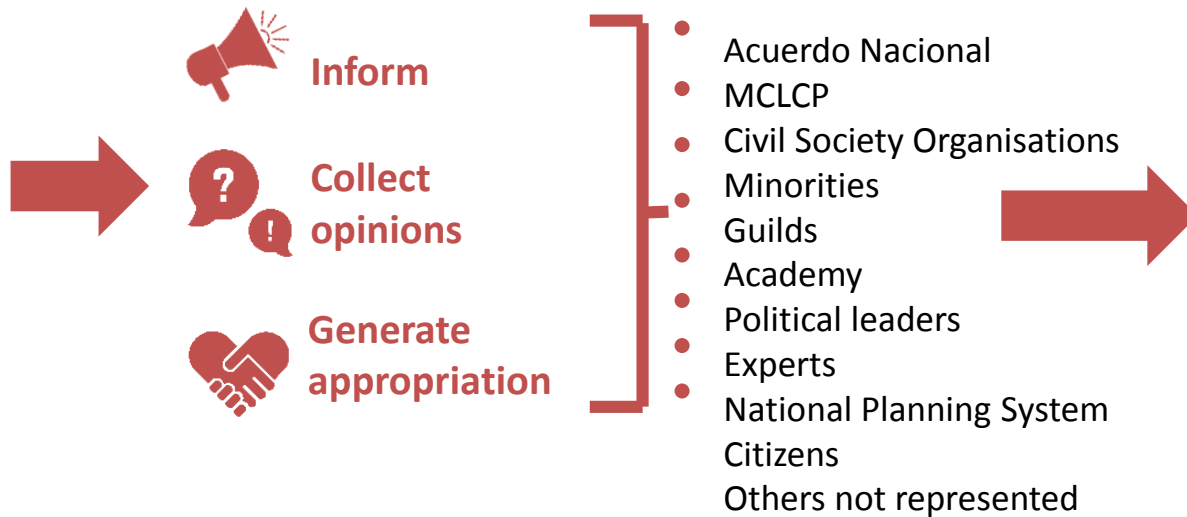 Inform
Collect
opinions
Generate
appropriation
? 
!
Acuerdo Nacional
MCLCP
Civil Society Organisations
Minorities
Guilds
Academy
Political leaders
Experts
National Planning System
Citizens
Others not represented